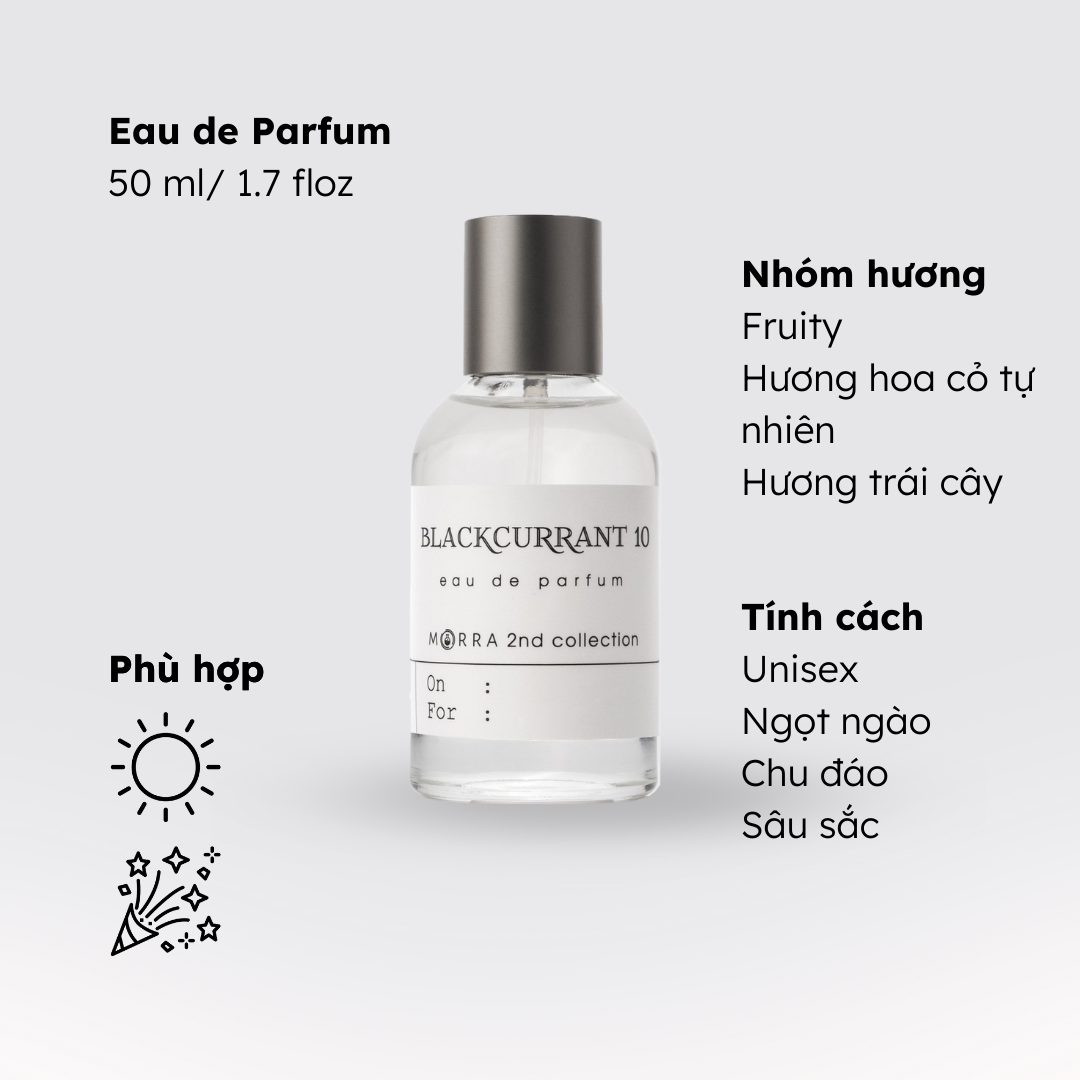 Eau de Parfum
50 ml/ 1.7 floz
Nhóm hương
Fruity
Hương hoa cỏ tự
nhiên
Hương trái cây
BLACKCURRANT 10
eau de parfum
MORRA 2nd collection
On :
For :
Tính cách
Unisex
Ngọt ngào
Chu đáo
Sâu sắc
Phù hợp